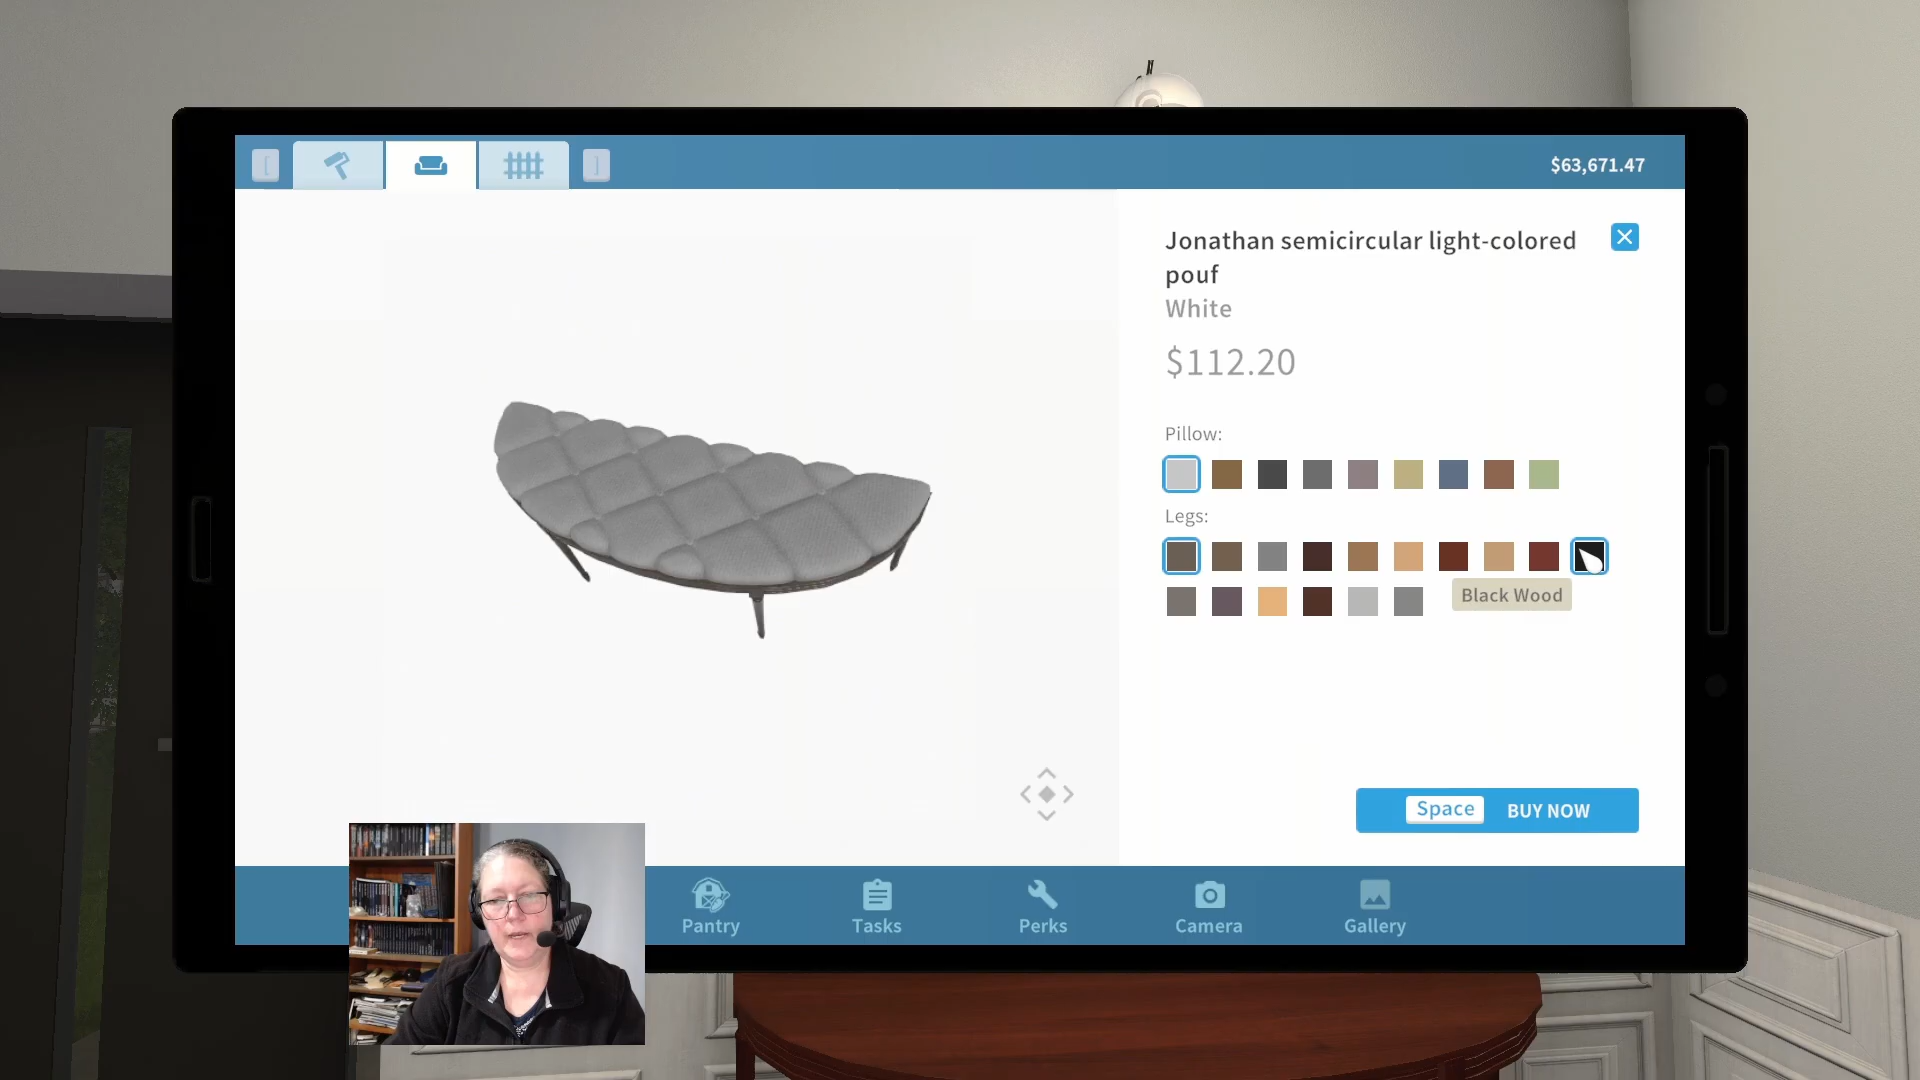 [
]
$63,671.47
Jonathan semicircular light-colored
pouf
White
$112.20
Pillow:
Legs:
Black Wood
Space BUY NOW
Pantry
Tasks
Perks
Camera
Gallery